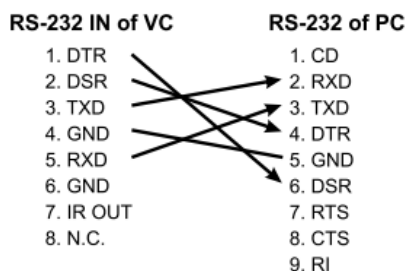 RS-232 IN of VC
1. DTR
2. DSR
3. TXD
4. GND
5. RXD
6. GND
7. IR OUT
8. N.C.
RS-232 of PC
1. CD
2. RXD
3. TXD
4. DTR
5. GND
6. DSR
7. RTS
8. CTS
9. RI